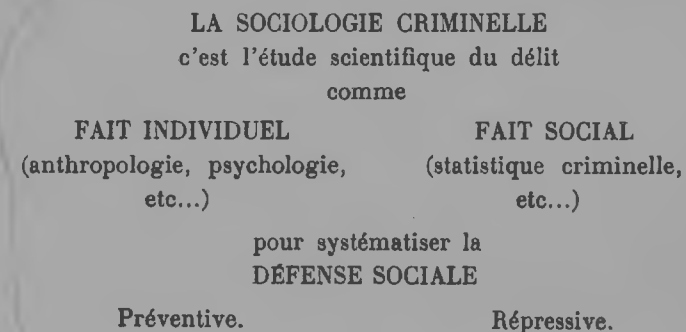 LA SOCIOLOGIE CRIMINELLE
c'est l'étude scientifique du délit
comme
FAIT INDIVIDUEL
(anthropologie, psychologie,
etc...)
FAIT SOCIAL
(statistique criminelle,
etc...)
pour systématiser la
DÉFENSE SOCIALE
Préventive.
Répressive.